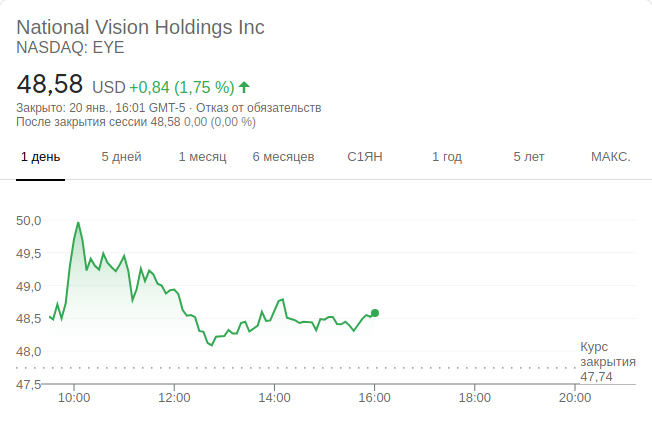 National Vision Holdings Inc
NASDAQ: EYE
48,58 USD +0,84 (1,75 %)
Закрыто: 20 янв., 16:01 GMT-5 · Отказ от обязательств
После закрытия сессии 48,58 0,00 (0,00 %)
1 день 5 дней 1 месяц 6 месяцев С1ЯН 1 год 5 лет МАКС.
50,0
49,5
49,0
48,5
48,0
Курс
закрытия
47,74
47,5
10:00 12:00 14:00 16:00 18:00 20:00